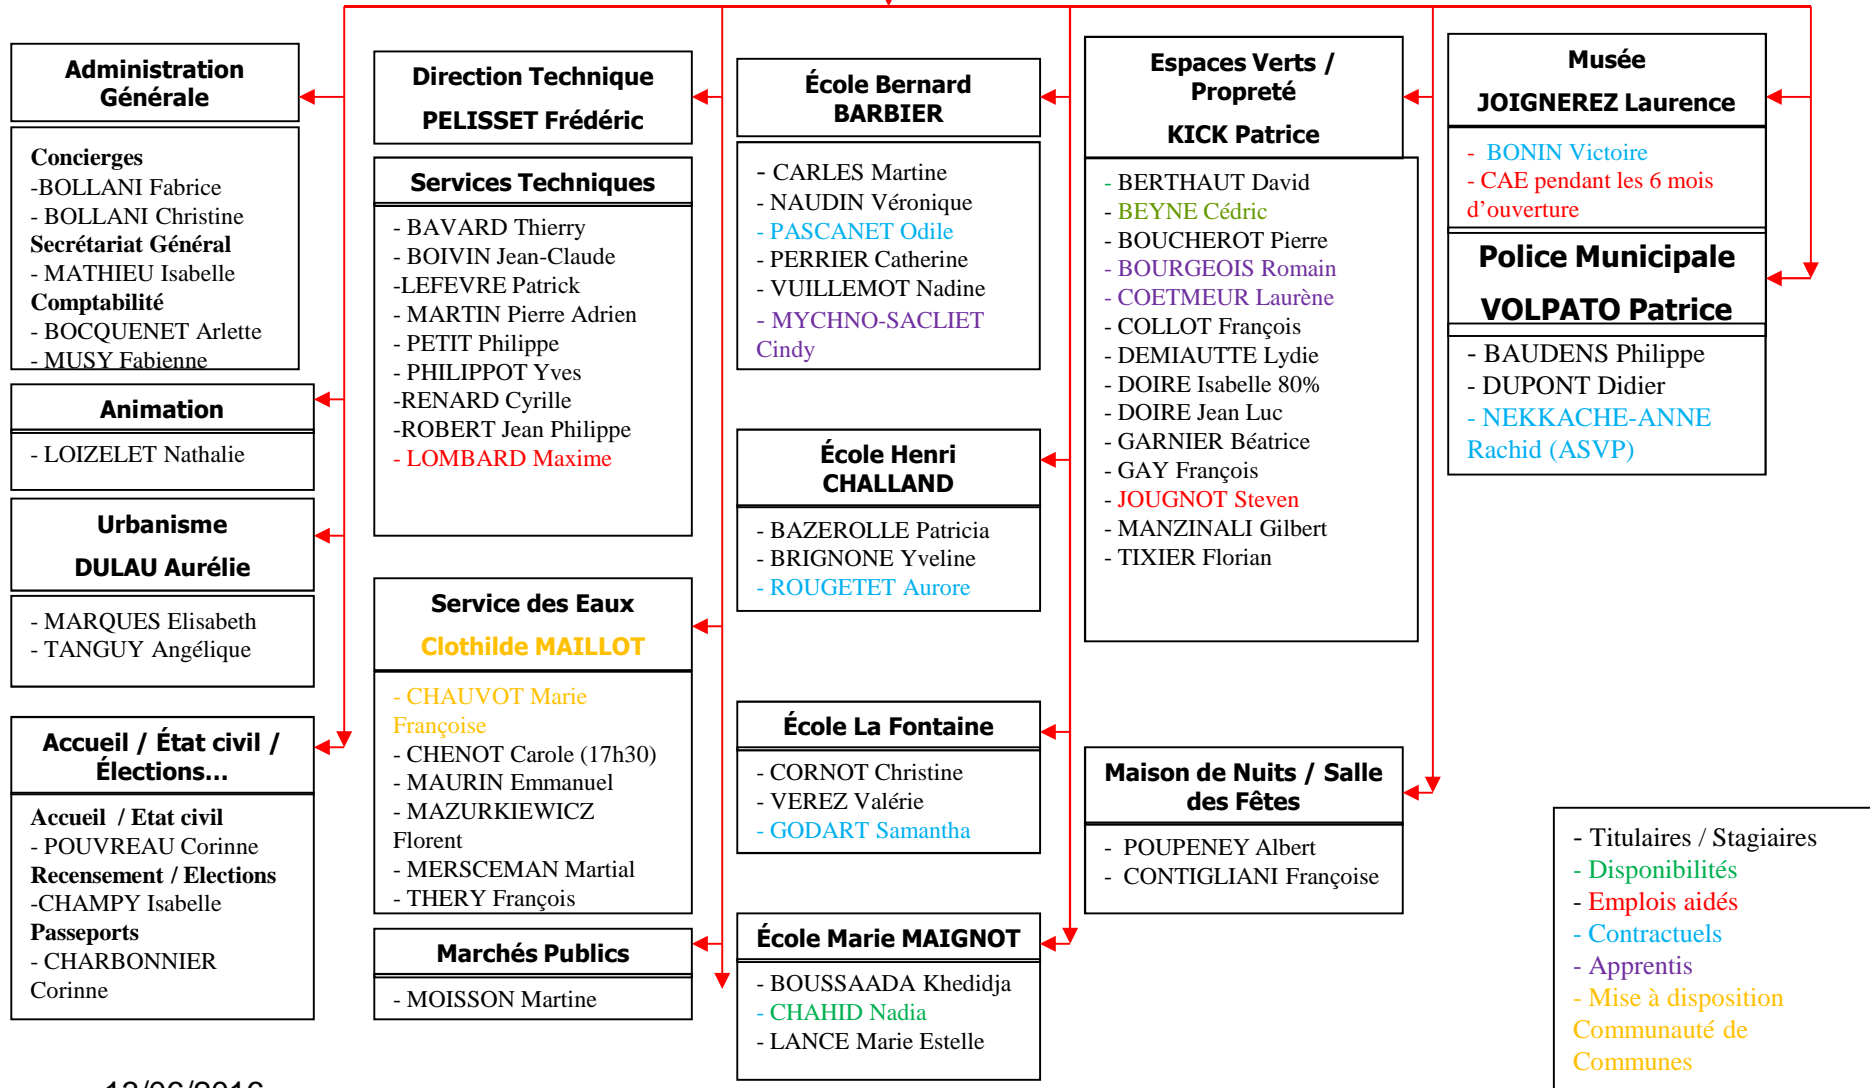 Administration
Générale
Concierges
-BOLLANI Fabrice
- BOLLANI Christine
Secrétariat Général
- MATHIEU Isabelle
Comptabilité
- BOCQUENET Arlette
- MUSY Fabienne
Animation
- LOIZELET Nathalie
Urbanisme
DULAU Aurélie
- MARQUES Elisabeth
- TANGUY Angélique
Accueil / État civil /
Élections...
Accueil / Etat civil
- POUVREAU Corinne
Recensement / Elections
-CHAMPY Isabelle
Passeports
- CHARBONNIER
Corinne
Direction Technique
PELISSET Frédéric
Services Techniques
- BAVARD Thierry
- BOIVIN Jean-Claude
-LEFEVRE Patrick
- MARTIN Pierre Adrien
- PETIT Philippe
- PHILIPPOT Yves
-RENARD Cyrille
-ROBERT Jean Philippe
- LOMBARD Maxime
Service des Eaux
Clothilde MAILLOT
- CHAUVOT Marie
Françoise
- CHENOT Carole (17h30)
- MAURIN Emmanuel
- MAZURKIEWICZ
Florent
- MERSCEMAN Martial
- THERY François
Marchés Publics
- MOISSON Martine
École Bernard
BARBIER
- CARLES Martine
- NAUDIN Véronique
- PASCANET Odile
- PERRIER Catherine
- VUILLEMOT Nadine
- MYCHNO-SACLIET
Cindy
École Henri
CHALLAND
- BAZEROLLE Patricia
- BRIGNONE Yveline
- ROUGETET Aurore
École La Fontaine
- CORNOT Christine
- VEREZ Valérie
- GODART Samantha
École Marie MAIGNOT
- BOUSSAADA Khedidja
- CHAHID Nadia
- LANCE Marie Estelle
Espaces Verts /
Propreté
KICK Patrice
- BERTHAUT David
- BEYNE Cédric
- BOUCHEROT Pierre
- BOURGEOIS Romain
- COETMEUR Laurène
- COLLOT François
- DEMIAUTTE Lydie
- DOIRE Isabelle 80%
- DOIRE Jean Luc
- GARNIER Béatrice
- GAY François
- JOUGNOT Steven
- MANZINALI Gilbert
- TIXIER Florian
Maison de Nuits / Salle
des Fêtes
- POUPENEY Albert
- CONTIGLIANI Françoise
Musée
JOIGNEREZ Laurence
- BONIN Victoire
- CAE pendant les 6 mois
d'ouverture
Police Municipale
VOLPATO Patrice
- BAUDENS Philippe
- DUPONT Didier
- NEKKACHE-ANNE
Rachid (ASVP)
- Titulaires / Stagiaires
- Disponibilités
- Emplois aidés
- Contractuels
- Apprentis
- Mise à disposition
Communauté de
Communes